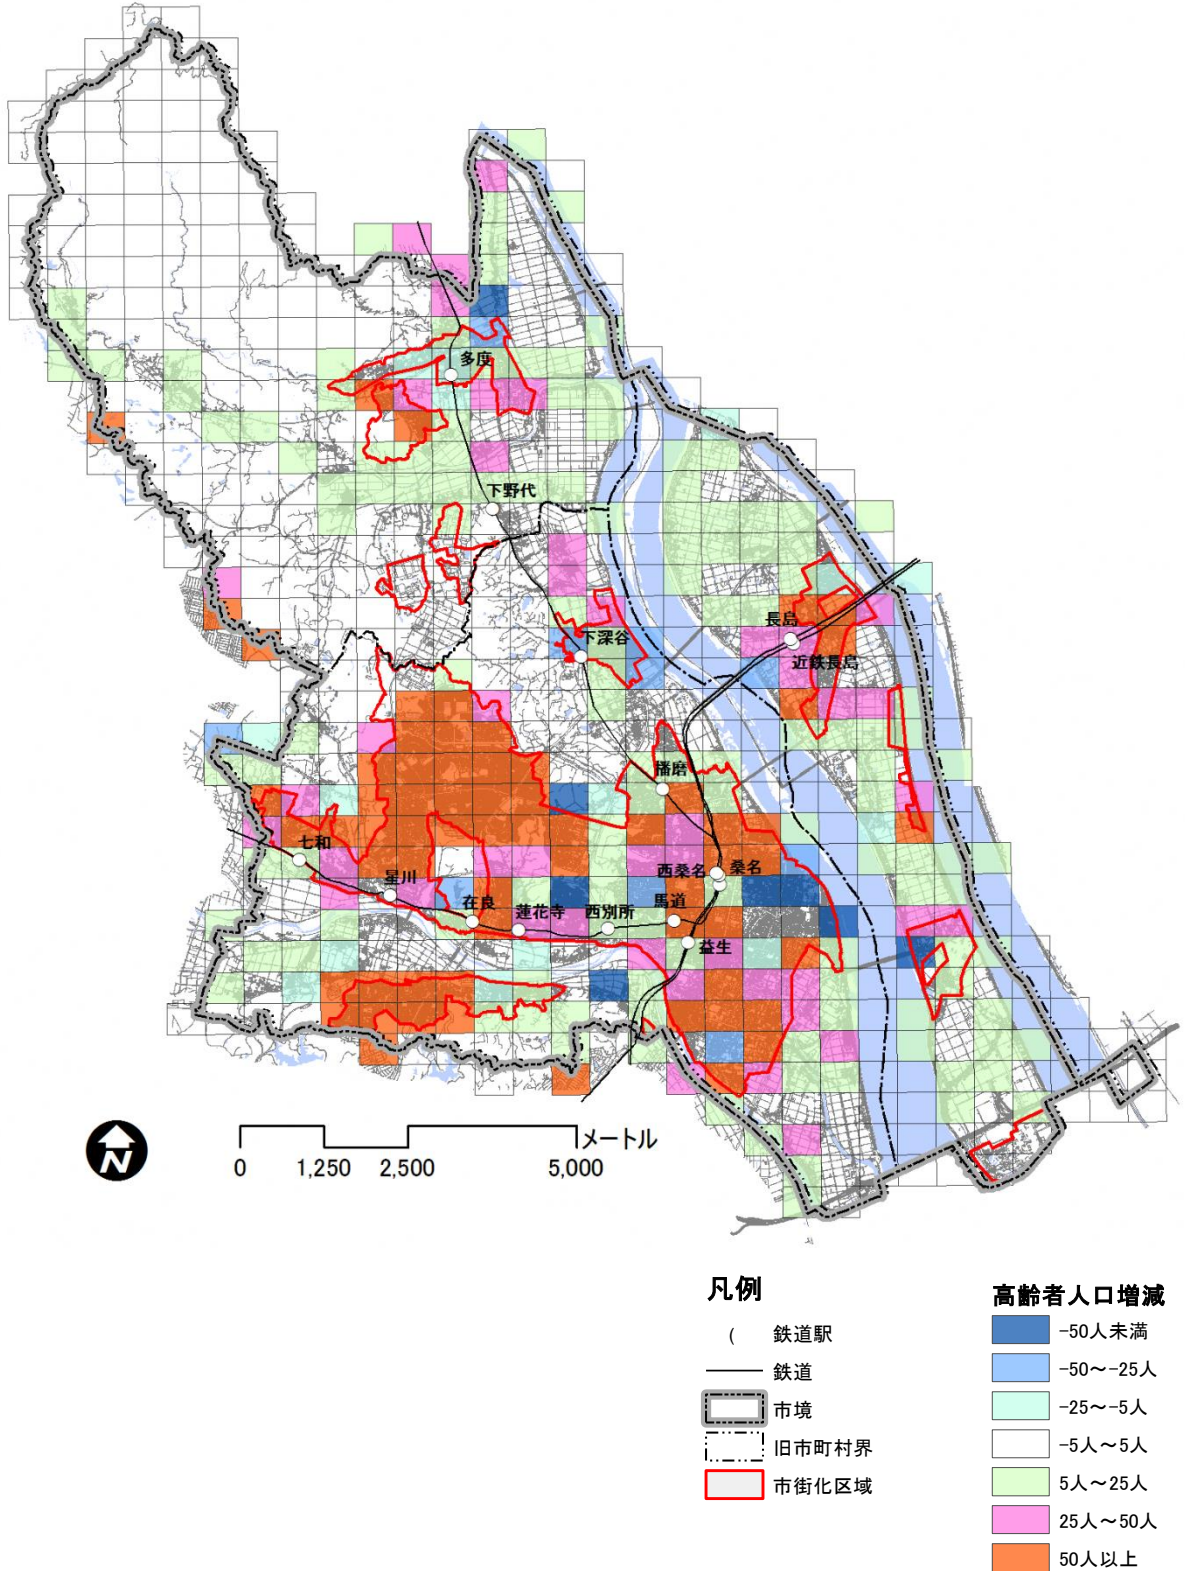 多度
下野代
長島
下深谷
近鉄長島
播磨
七和
西桑名
桑名
星川
在良
蓮花寺
西別所
馬道
益生
N
メートル
0
1,250
2,500
5,000
凡例
( 鉄道駅
鉄道
市境
旧市町村界
市街化区域
高齢者人口増減
-50人未満
-50～-25人
-25～-5人
-5人～5人
5人～25人
25人～50人
50人以上